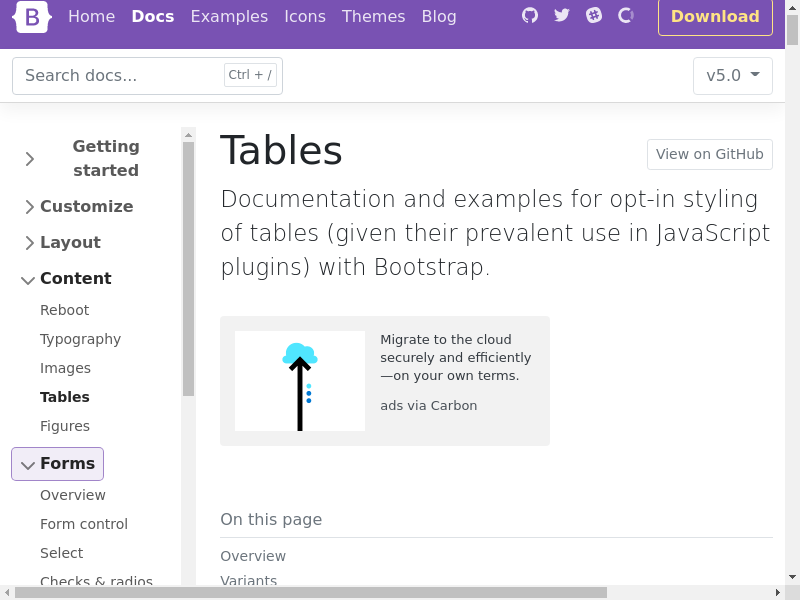 B Home Docs Examples Icons Themes Blog Download
Search docs... Ctrl + / v5.0
Getting
started
Customize
Layout
Content
Reboot
Typography
Images
Tables
Figures
Forms
Overview
Form control
Select
Checks & radios
Tables
View on GitHub
Documentation and examples for opt-in styling
of tables (given their prevalent use in JavaScript
plugins) with Bootstrap.
Migrate to the cloud
securely and efficiently
—on your own terms.
ads via Carbon
On this page
Overview
Variants